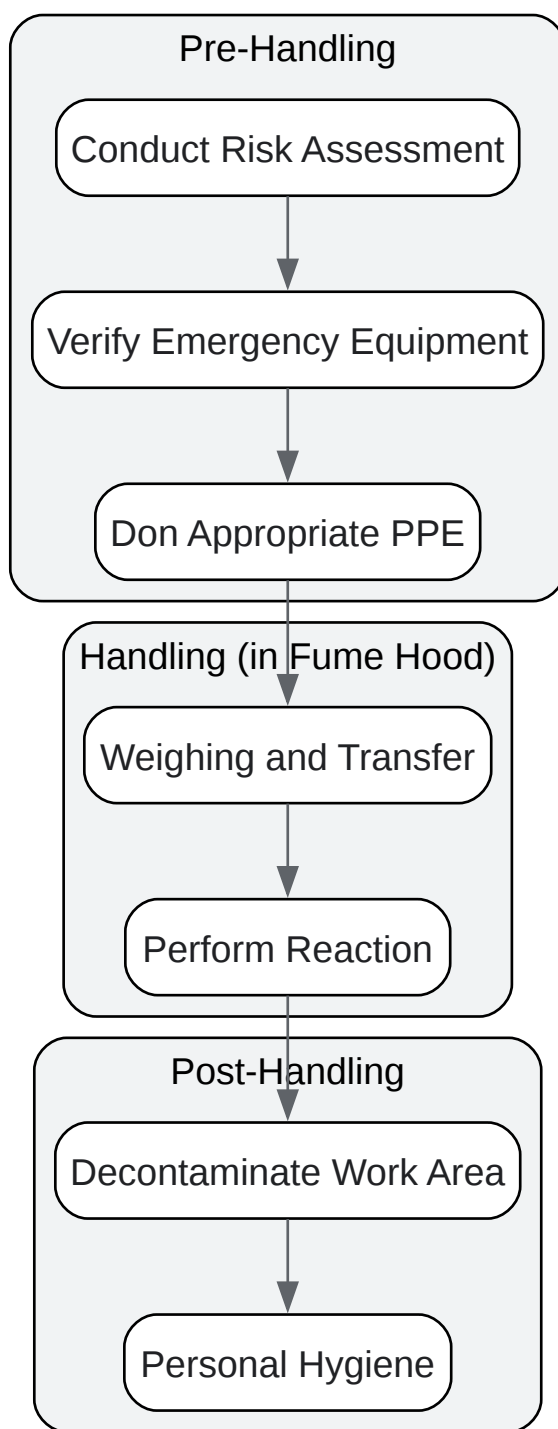 Pre-Handling
Conduct Risk Assessment
Verify Emergency Equipment
Don Appropriate PPE
Handling (in Fume Hood)
Weighing and Transfer
Perform Reaction
Post-Handling
Decontaminate Work Area
Personal Hygiene